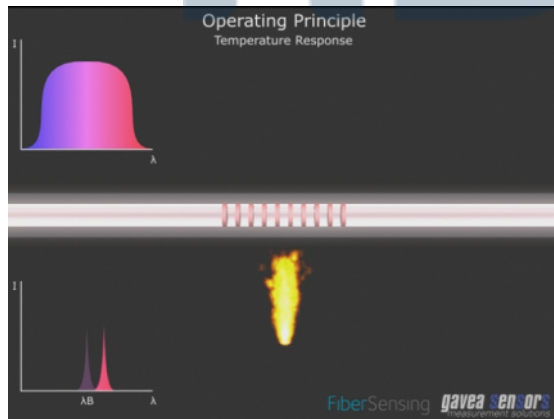 Operating Principle
Temperature Response
I
λ
I
λB
λ
FiberSensing
gavea sensors
measurement solutions